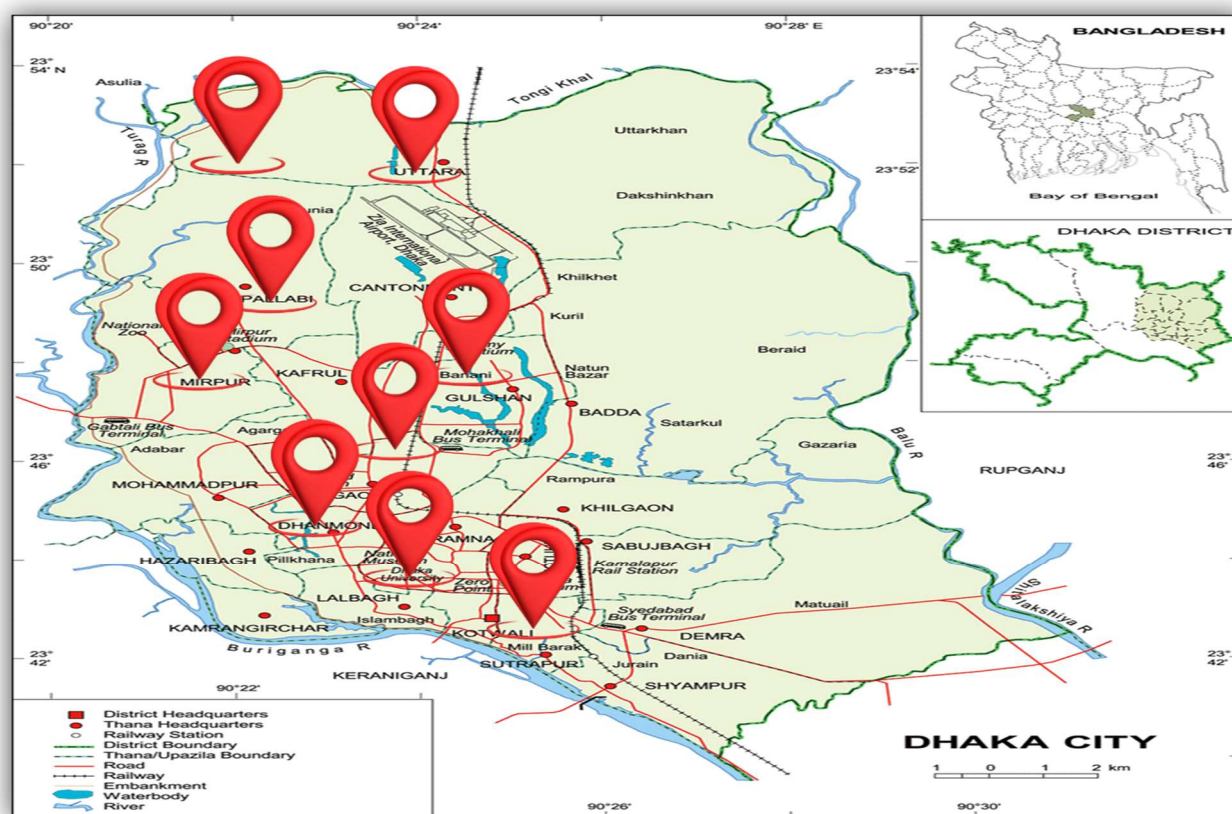 90°20'
90°24'
90°28' E
23°
54' N
23°54'
Asulia
Tongi Khal
Turag R
Uttarkhan
UTTARA
23°52'
Dakshinkhan
Zia International
Airport, Dhaka
23°
50'
Khilkhet
CANTONMENT
PALLABI
Kuril
National
Zoo
Beraid
MIRPUR
KAFRUL
Banani
Natun
Bazar
GULSHAN
BADDA
Satarkul
Gabtali Bus
Terminal
Mohakhali
Bus Terminal
Adabar
Gazaria
Balu R
23°
46'
23°
46'
RUPGANJ
MOHAMMADPUR
Rampura
KHILGAON
RAMNA
SABUJBAGH
HAZARIBAGH
Pillkhana
Dhaka
University
Kamalapur
Rail Station
Zero
Point
LALBAGH
Islambagh
Syedabad
Bus Terminal
Matuail
KAMRANGIRCHAR
KOTWALI
DEMRA
Buriganga R
Mill Barak
SUTRAPUR
Dania
Jurain
KERANIGANJ
SHYAMPUR
23°
42'
23°
42'
90°22'
90°26'
90°30'
District Headquarters
Thana Headquarters
Railway Station
District Boundary
Thana/Upazila Boundary
Road
Railway
Embankment
Waterbody
River
DHAKA CITY
1 0 1 2 km
BANGLADESH
Bay of Bengal
DHAKA DISTRICT